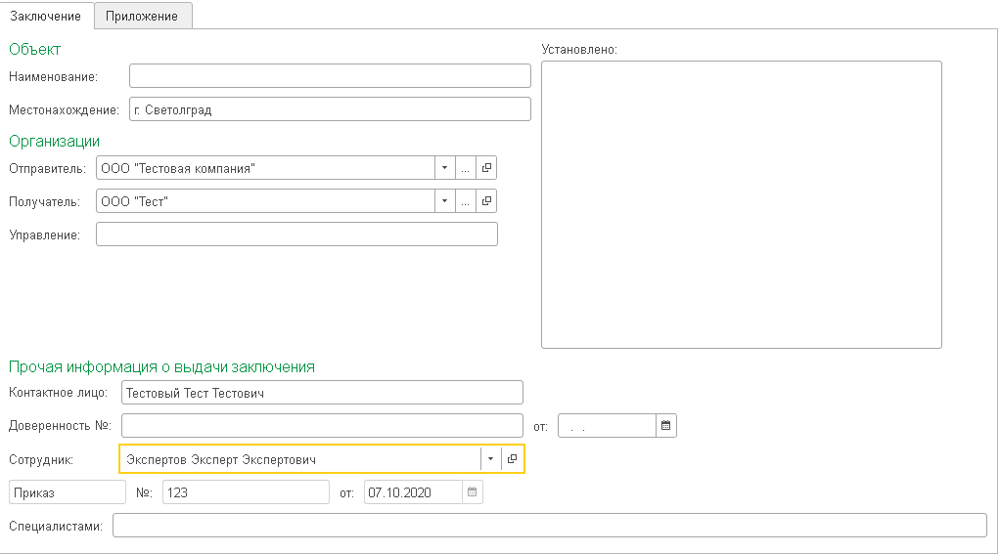 Заключение Приложение
Объект
Установлено:
Наименование:
Местонахождение: г. Светолград
Организации
Отправитель: ООО "Тестовая компания" ...
Получатель: ООО "Тест" ...
Управление:
Прочая информация о выдачи заключения
Контактное лицо: Тестовый Тест Тестович
Доверенность №: от: . .
Сотрудник: Экспертов Эксперт Экспертович
Приказ №: 123 от: 07.10.2020
Специалистами: